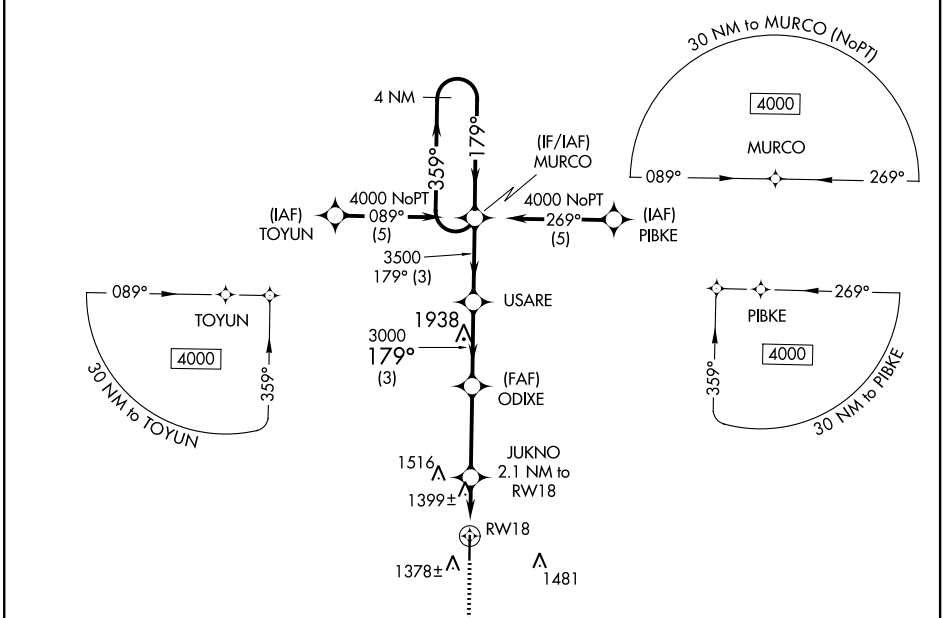 30 NM to MURCO (NoPT)
4000
MURCO
089°
269°
4 NM
359°
179°
(IF/IAF)
MURCO
(IAF)
TOYUN
4000 NoPT
089°
(5)
4000 NoPT
269°
(5)
(IAF)
PIBKE
3500
179° (3)
USARE
089°
TOYUN
4000
359°
30 NM to TOYUN
269°
PIBKE
4000
359°
30 NM to PIBKE
1938
3000
179°
(3)
(FAF)
ODIXE
JUKNO
2.1 NM to
RW18
1516
1399±
RW18
1378±
1481